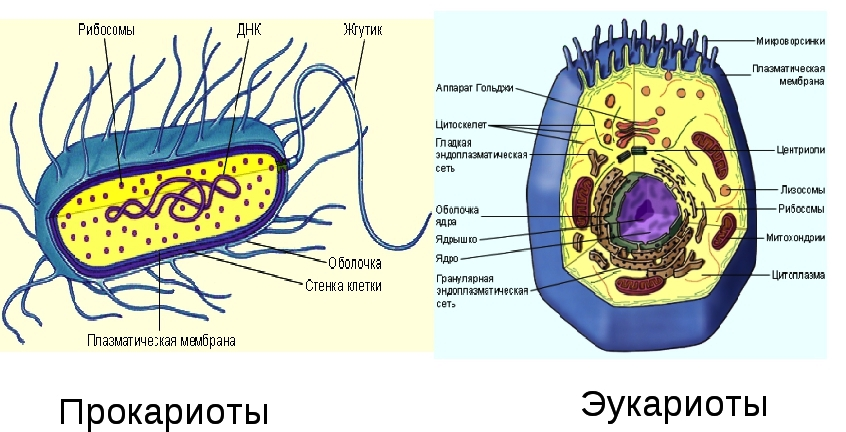 Рибосомы
ДНК
Жгутик
Оболочка
Стенка клетки
Плазматическая мембрана
Прокариоты
Микроворсинки
Плазматическая
мембрана
Аппарат Гольджи
Цитоскелет
Гладкая
эндоплазматическая
сеть
Центриоли
Лизосомы
Рибосомы
Оболочка
ядра
Ядрышко
Ядро
Митохондрии
Цитоплазма
Гранулярная
эндоплазматическая
сеть
Эукариоты